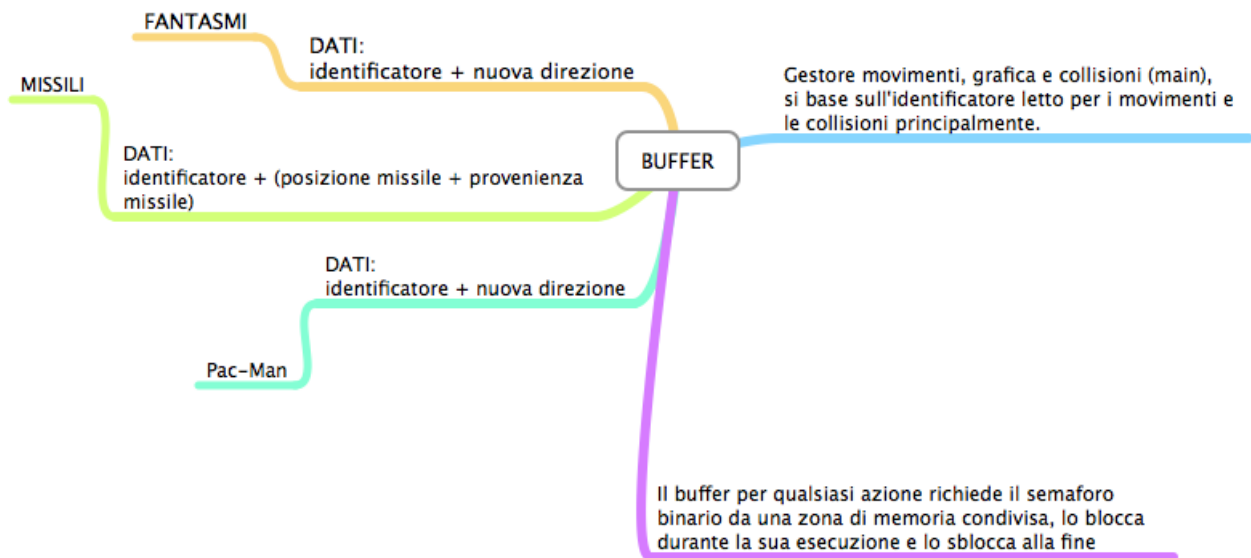 FANTASMI
DATI:
identificatore + nuova direzione
MISSILI
DATI:
identificatore + (posizione missile + provenienza
missile)
Gestore movimenti, grafica e collisioni (main),
si base sull'identificatore letto per i movimenti e
le collisioni principalmente.
BUFFER
DATI:
identificatore + nuova direzione
Pac-Man
Il buffer per qualsiasi azione richiede il semaforo
binario da una zona di memoria condivisa, lo blocca
durante la sua esecuzione e lo sblocca alla fine